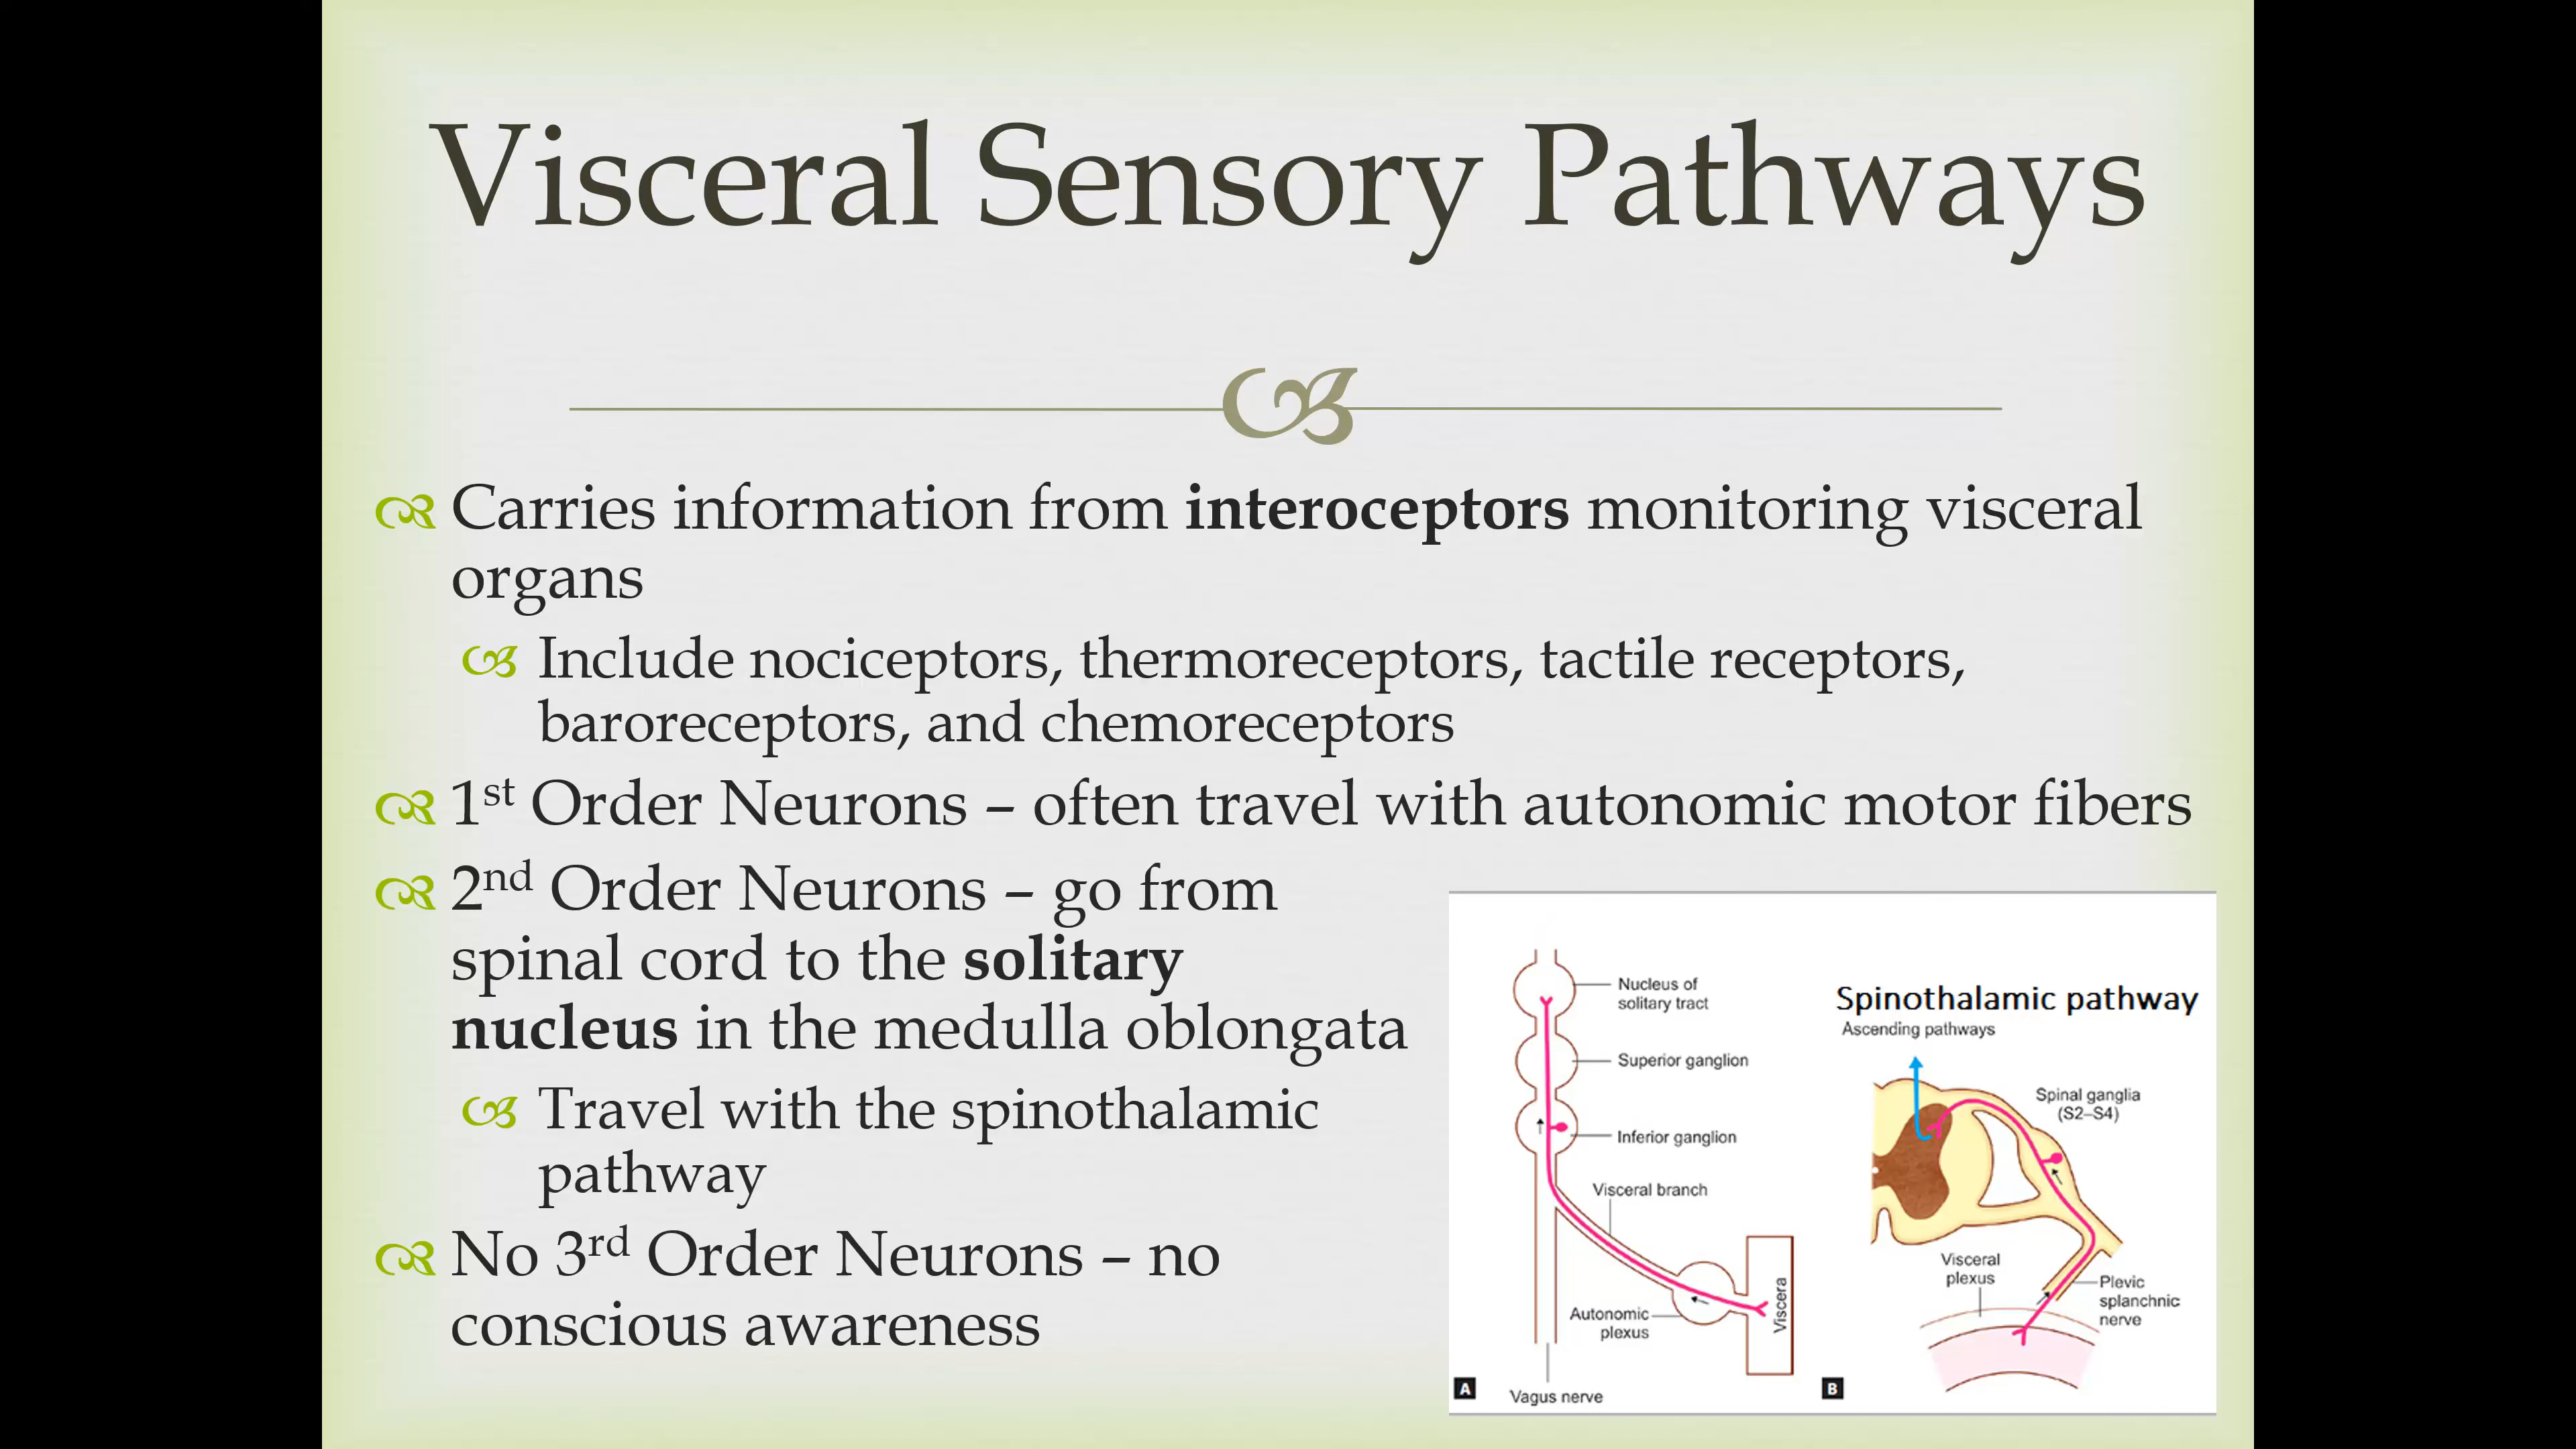 Visceral Sensory Pathways
Carries information from interoceptors monitoring visceral
organs
Include nociceptors, thermoreceptors, tactile receptors,
baroreceptors, and chemoreceptors
1st Order Neurons – often travel with autonomic motor fibers
2nd Order Neurons – go from
spinal cord to the solitary
nucleus in the medulla oblongata
Travel with the spinothalamic
pathway
No 3rd Order Neurons – no
conscious awareness
Nucleus of
solitary tract
Superior ganglion
Inferior ganglion
Visceral branch
Autonomic
plexus
Viscera
Vagus nerve
A
Spinothalamic pathway
Ascending pathways
Spinal ganglia
(S2–S4)
Visceral
plexus
Plevic
splanchnic
nerve
B